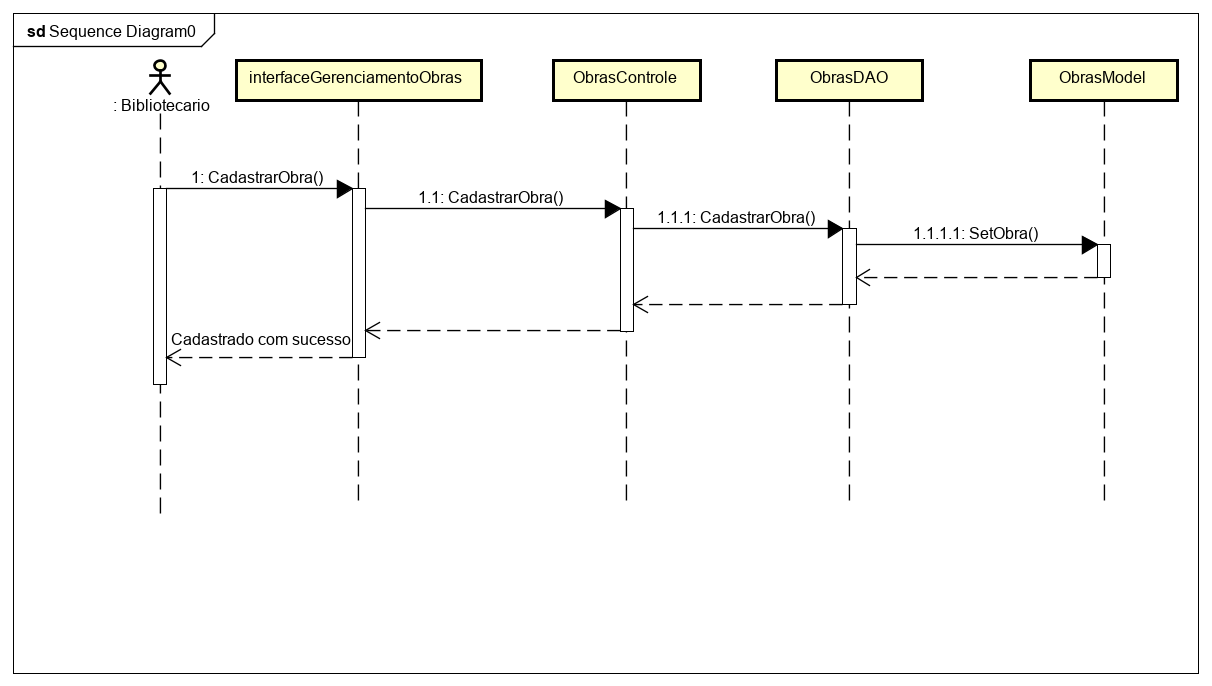 sd Sequence Diagram0
: Bibliotecario
interfaceGerenciamentoObras
ObrasControle
ObrasDAO
ObrasModel
1: CadastrarObra()
1.1: CadastrarObra()
1.1.1: CadastrarObra()
1.1.1.1: SetObra()
Cadastrado com sucesso